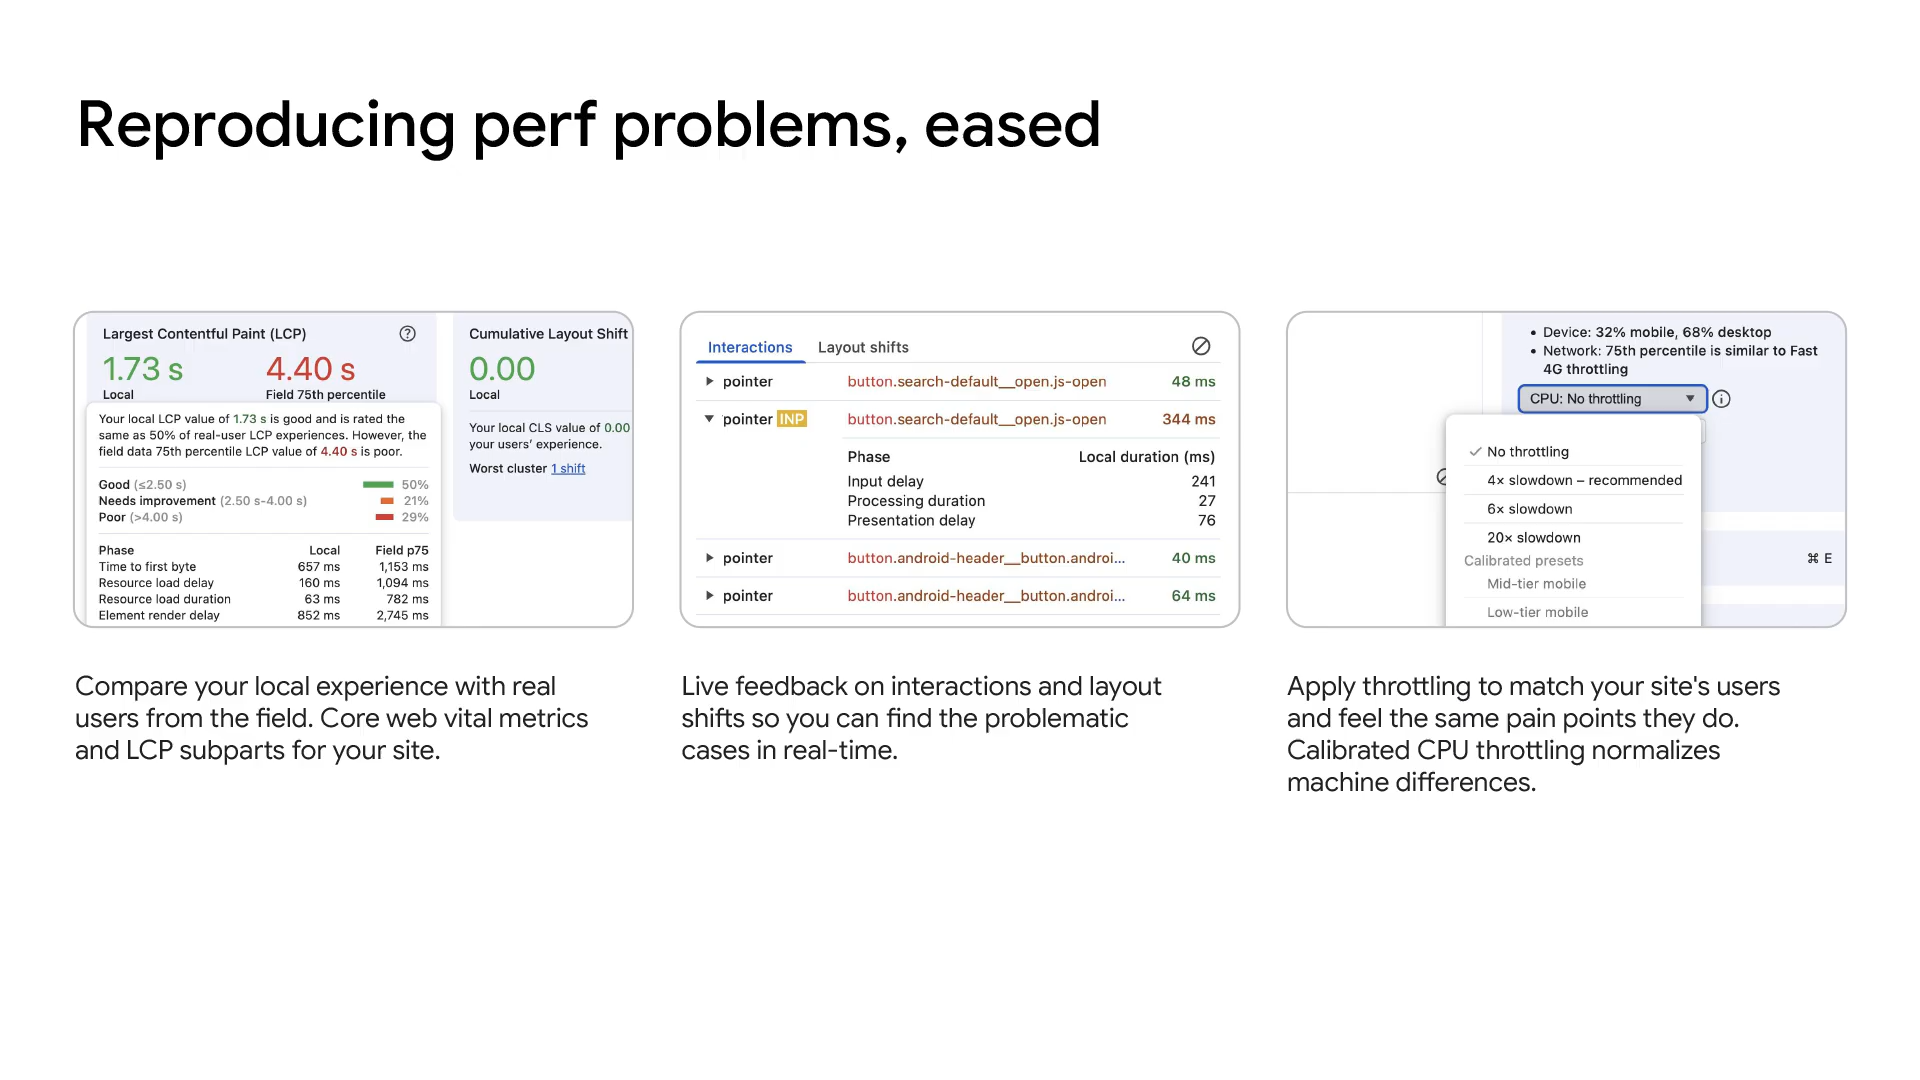 Reproducing perf problems, eased
Largest Contentful Paint (LCP)
1.73 s 4.40 s
Local Field 75th percentile
Your local LCP value of 1.73 s is good and is rated the
same as 50% of real-user LCP experiences. However, the
field data 75th percentile LCP value of 4.40 s is poor.
Good (≤2.50 s) 50%
Needs improvement (2.50 s-4.00 s) 21%
Poor (>4.00 s) 29%
Phase Local Field p75
Time to first byte 657 ms 1,153 ms
Resource load delay 160 ms 1,094 ms
Resource load duration 63 ms 782 ms
Element render delay 852 ms 2,745 ms
Cumulative Layout Shift
0.00
Local
Your local CLS value of 0.00
your users’ experience.
Worst cluster 1 shift
Compare your local experience with real
users from the field. Core web vital metrics
and LCP subparts for your site.
Interactions Layout shifts
pointer button.search-default__open.js-open 48 ms
pointer INP button.search-default__open.js-open 344 ms
Phase Local duration (ms)
Input delay 241
Processing duration 27
Presentation delay 76
pointer button.android-header__button.androi... 40 ms
pointer button.android-header__button.androi... 64 ms
Live feedback on interactions and layout
shifts so you can find the problematic
cases in real-time.
• Device: 32% mobile, 68% desktop
• Network: 75th percentile is similar to Fast
4G throttling
CPU: No throttling
✓ No throttling
4× slowdown – recommended
6× slowdown
20× slowdown
Calibrated presets
Mid-tier mobile
Low-tier mobile
⌘ E
Apply throttling to match your site's users
and feel the same pain points they do.
Calibrated CPU throttling normalizes
machine differences.